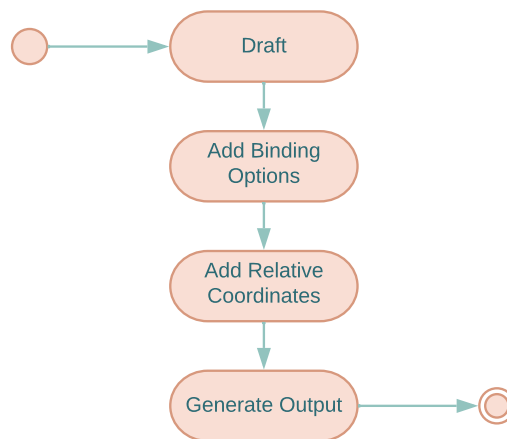 Draft
Add Binding
Options
Add Relative
Coordinates
Generate Output